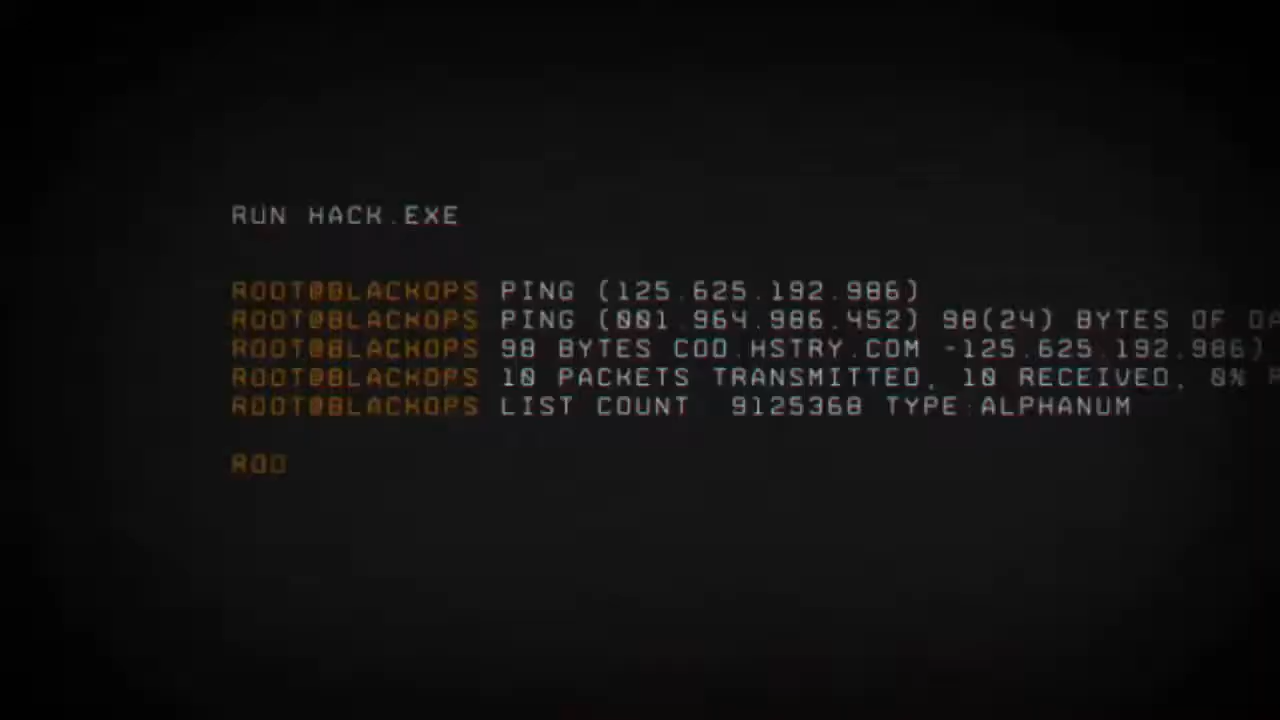 RUN HACK.EXE
ROOT@BLACKOPS PING (125.625.192.986)
ROOT@BLACKOPS PING (001.964.986.452) 98(24) BYTES OF DA
ROOT@BLACKOPS 98 BYTES COD.HSTRY.COM -125.625.192.986)
ROOT@BLACKOPS 10 PACKETS TRANSMITTED, 10 RECEIVED, 0%
ROOT@BLACKOPS LIST COUNT 9125368 TYPE:ALPHANUM
ROO